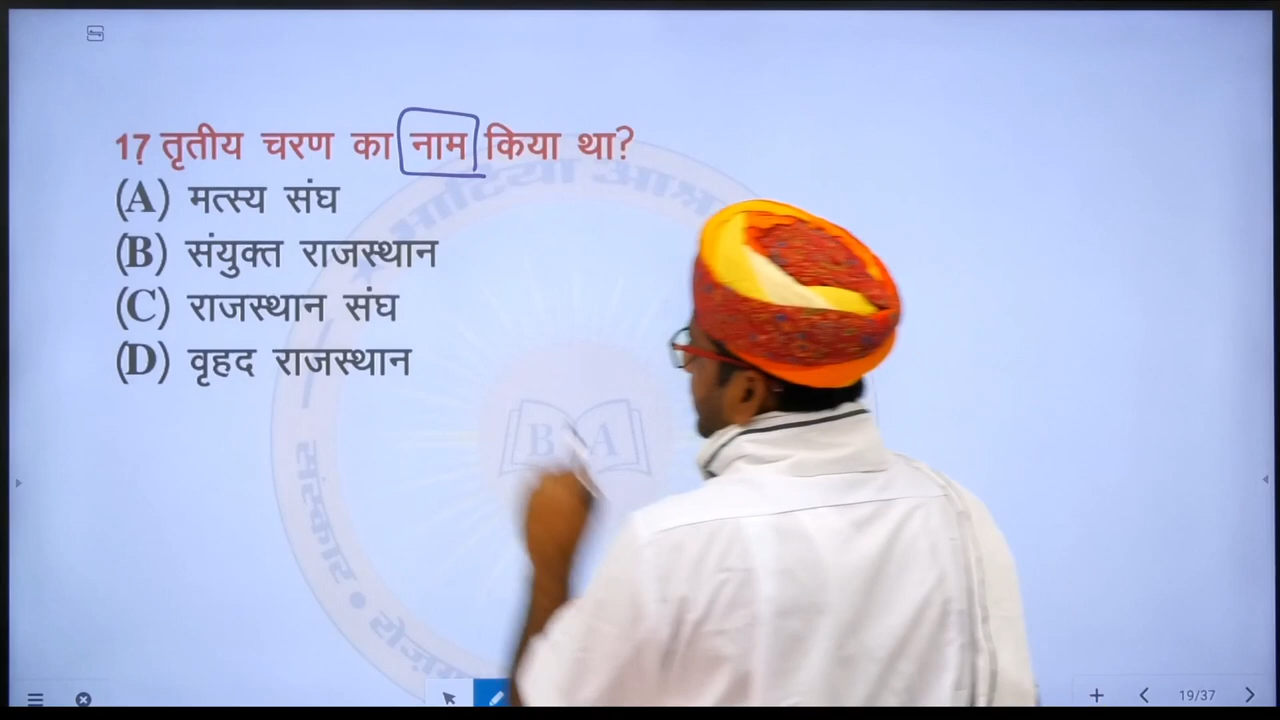 17. तृतीय चरण का नाम किया था?
(A) मत्स्य संघ
(B) संयुक्त राजस्थान
(C) राजस्थान संघ
(D) वृहद राजस्थान
B A
संस्कार
19/37